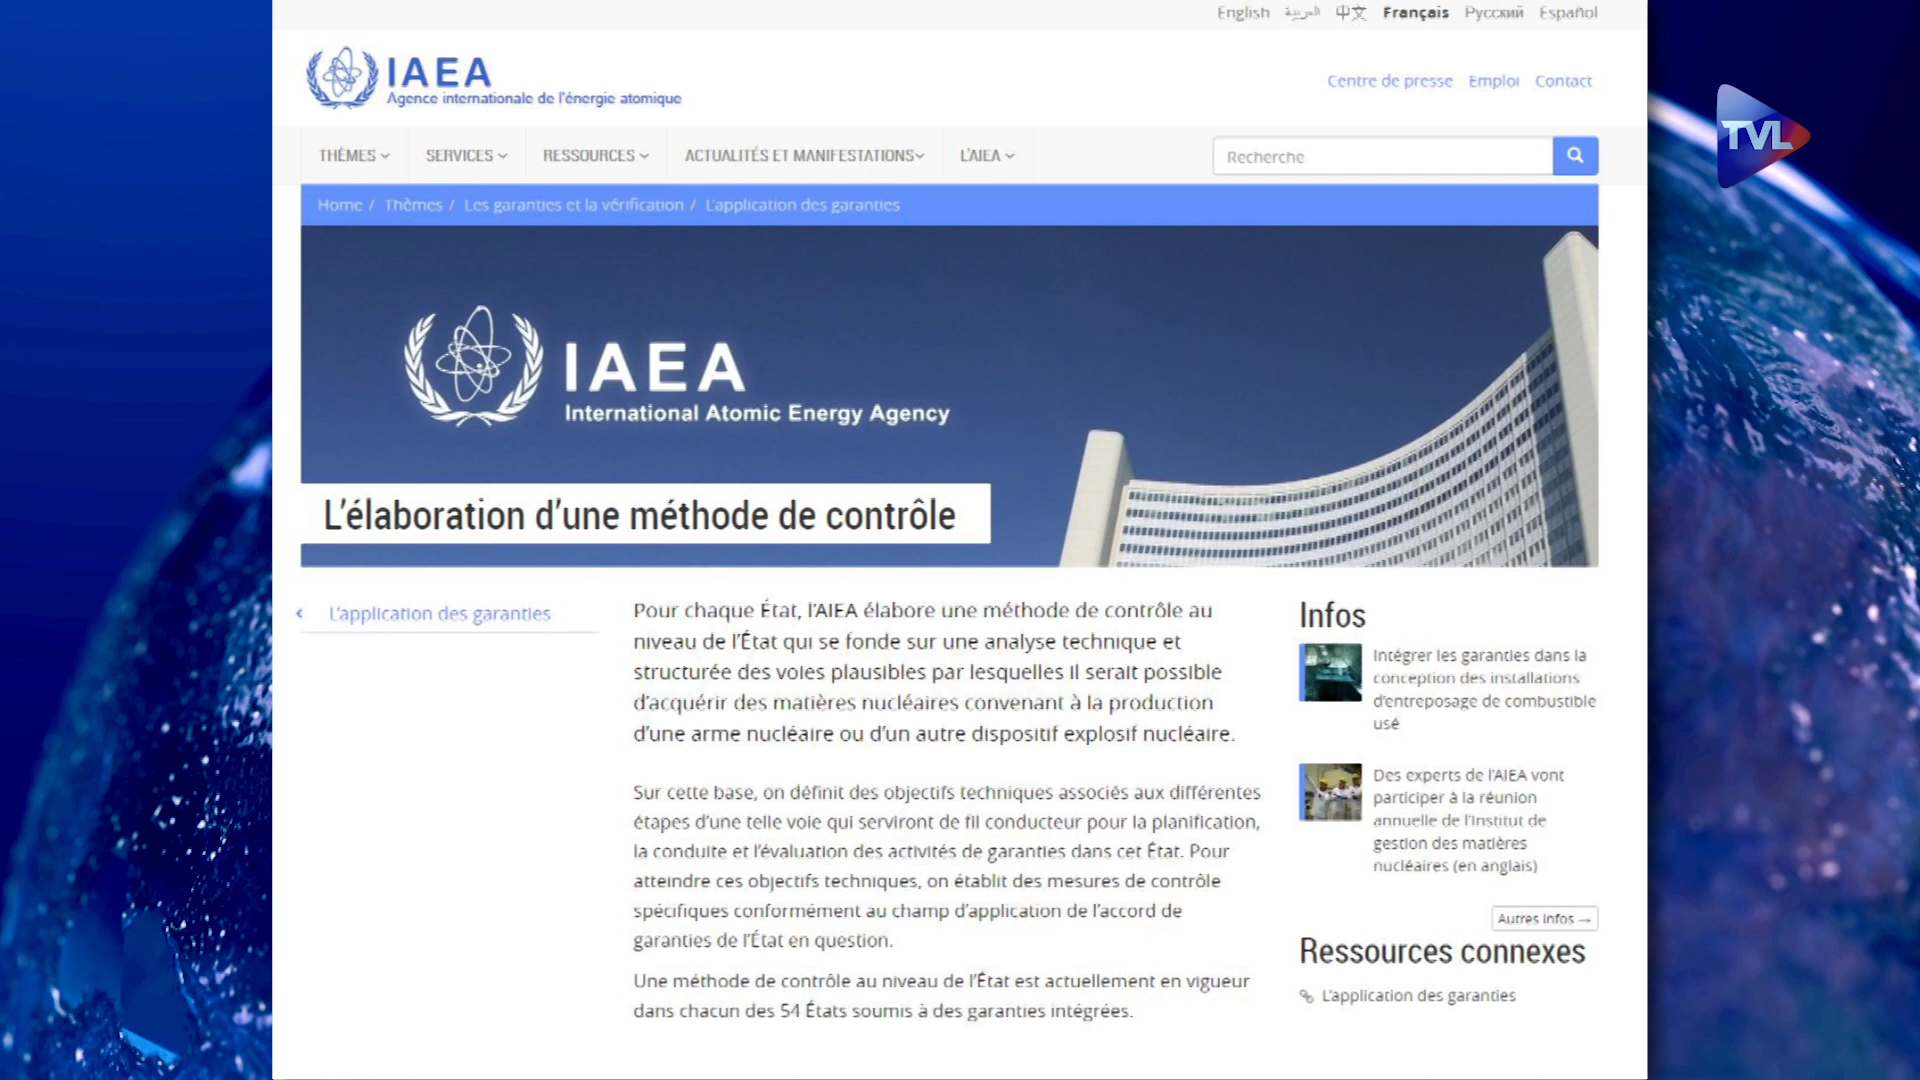 English العربية 中文 Français Русский Español
IAEA
Agence internationale de l'énergie atomique
Centre de presse Emploi Contact
TVL
THÈMES SERVICES RESSOURCES ACTUALITÉS ET MANIFESTATIONS L'AIEA
Recherche
Home / Thèmes / Les garanties et la vérification / L'application des garanties
IAEA
International Atomic Energy Agency
L'élaboration d'une méthode de contrôle
L'application des garanties
Pour chaque État, l'AIEA élabore une méthode de contrôle au
niveau de l'État qui se fonde sur une analyse technique et
structurée des voies plausibles par lesquelles il serait possible
d'acquérir des matières nucléaires convenant à la production
d'une arme nucléaire ou d'un autre dispositif explosif nucléaire.
Sur cette base, on définit des objectifs techniques associés aux différentes
étapes d'une telle voie qui serviront de fil conducteur pour la planification,
la conduite et l'évaluation des activités de garanties dans cet État. Pour
atteindre ces objectifs techniques, on établit des mesures de contrôle
spécifiques conformément au champ d'application de l'accord de
garanties de l'État en question.
Une méthode de contrôle au niveau de l'État est actuellement en vigueur
dans chacun des 54 États soumis à des garanties intégrées.
Infos
Intégrer les garanties dans la
conception des installations
d'entreposage de combustible
usé
Des experts de l'AIEA vont
participer à la réunion
annuelle de l'Institut de
gestion des matières
nucléaires (en anglais)
Autres infos →
Ressources connexes
L'application des garanties